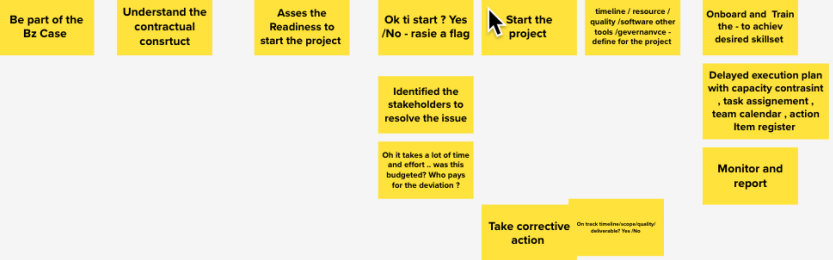 Be part of the
Bz Case
Understand the
contractual
consrtuct
Asses the
Readiness to
start the project
Ok ti start ? Yes
/No - rasie a flag
Start the
project
timeline / resource /
quality /software other
tools /gevernanvce -
define for the project
Onboard and Train
the - to achiev
desired skillset
Identified the
stakeholders to
resolve the issue
Delayed execution plan
with capacity contrasint
, task assignement ,
team calendar , action
Item register
Oh it takes a lot of time
and effort .. was this
budgeted? Who pays
for the deviation ?
Monitor and
report
Take corrective
action
On track timeline/scope/quality/
deliverable? Yes /No